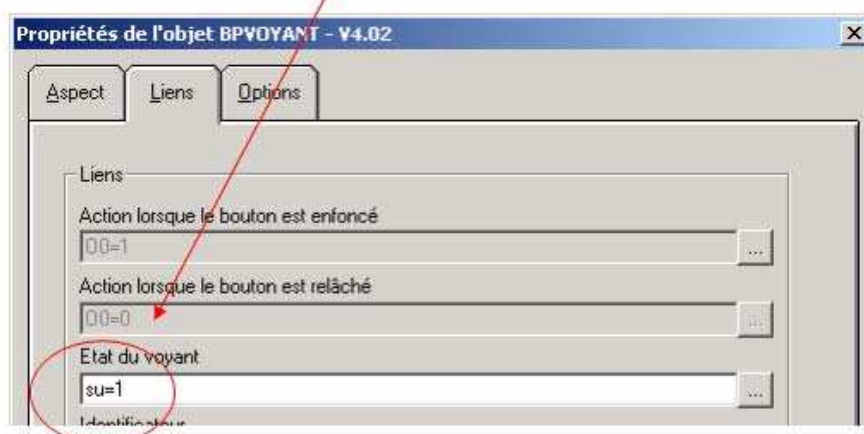 Propriétés de l'objet BPVOYANT - V4.02
Aspect Liens Options
Liens
Action lorsque le bouton est enfoncé
O0=1
...
Action lorsque le bouton est relâché
O0=0
...
Etat du voyant
su=1
...
Identificateur